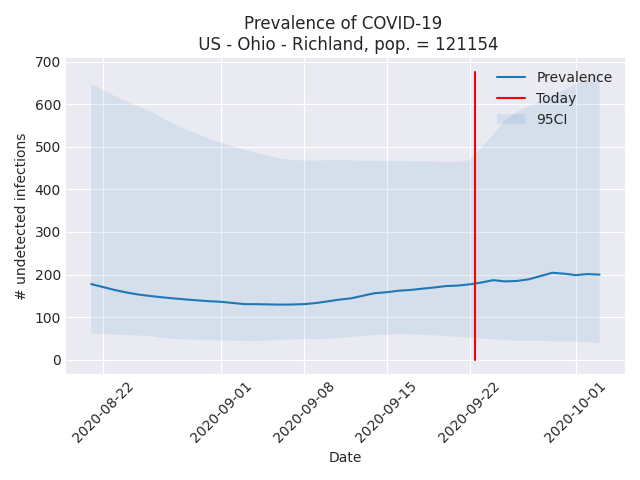 Prevalence of COVID-19
US - Ohio - Richland, pop. = 121154
700
600
500
400
300
200
100
0
# undetected infections
Prevalence
Today
95CI
2020-08-22
2020-09-01
2020-09-08
2020-09-15
2020-09-22
2020-10-01
Date